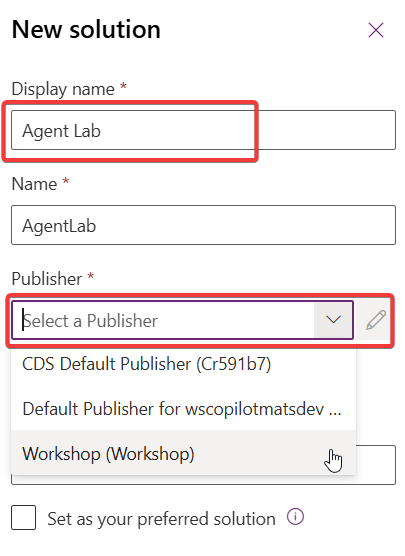 New solution
Display name *
Agent Lab
Name *
AgentLab
Publisher *
Select a Publisher
CDS Default Publisher (Cr591b7)
Default Publisher for wscopilotmatsdev ...
Workshop (Workshop)
Set as your preferred solution